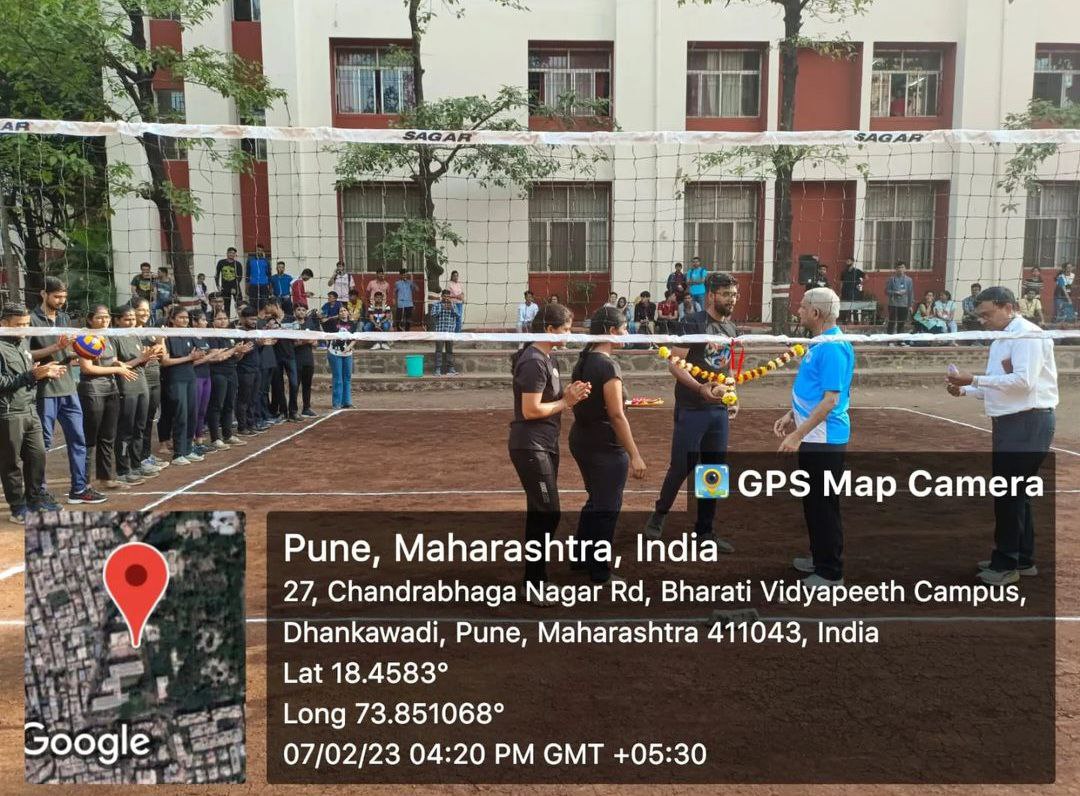 AR SAGAR SAGAR
GPS Map Camera
Pune, Maharashtra, India
27, Chandrabhaga Nagar Rd, Bharati Vidyapeeth Campus,
Dhankawadi, Pune, Maharashtra 411043, India
Lat 18.4583°
Long 73.851068°
07/02/23 04:20 PM GMT +05:30
Google